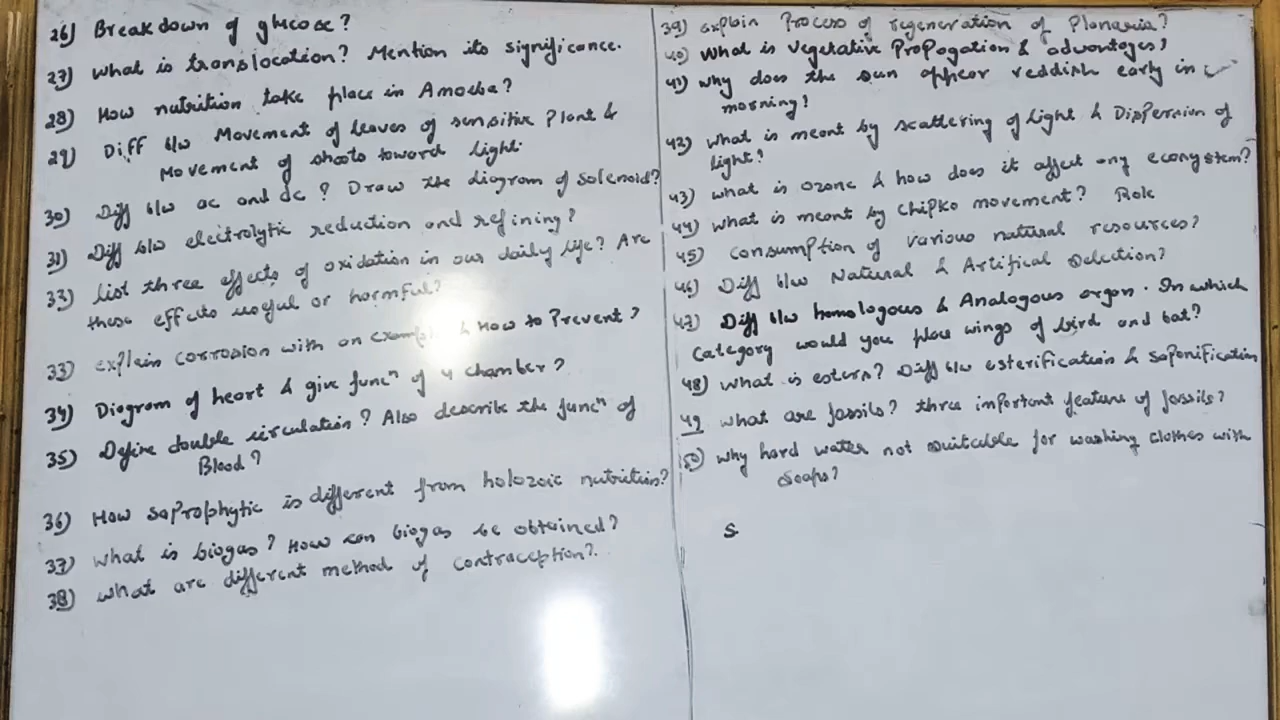 26) Breakdown of glucose?
27) What is translocation? Mention its significance.
28) How nutrition take place in Amoeba?
29) Diff b/w Movement of leaves of sensitive Plant &
Movement of shoots toward light.
30) Diff b/w ac and dc? Draw the diagram of solenoid?
31) Diff b/w electrolytic reduction and refining?
33) list three effects of oxidation in our daily life? Are
these effects useful or harmful?
33) explain corrosion with an example & How to Prevent?
34) Diagram of heart & give funcⁿ of 4 chamber?
35) Define double circulation? Also describe the funcⁿ of
Blood?
36) How saprophytic is different from holozoic nutrition?
37) What is biogas? How can biogas be obtained?
38) What are different method of contraception?
39) explain Process of regeneration of Planaria?
40) What is vegetative Propogation & advantages?
41) Why does the sun appear reddish early in
morning?
42) What is meant by scattering of light & Dispersion of
light?
43) What is ozone & how does it affect any ecosystem?
44) What is meant by Chipko movement? Role
45) Consumption of various natural resources?
46) Diff b/w Natural & Artifical selection?
47) Diff b/w homologous & Analogous organ. In which
Category would you place wings of bird and bat?
48) What is esters? Diff b/w esterification & saponification
49 What are fossils? three important feature of fossils?
50) Why hard water not suitable for washing clothes with
soaps?
S